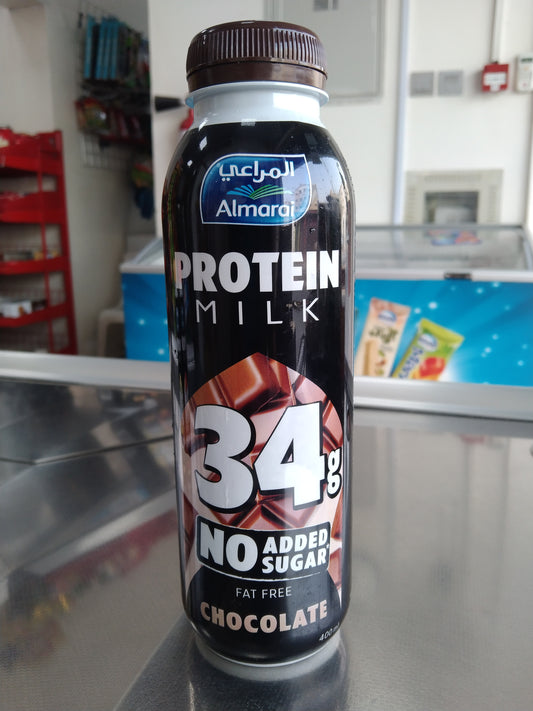 المراعي
Almarai
PROTEIN
MILK
34g
NO ADDED
SUGAR*
FAT FREE
CHOCOLATE